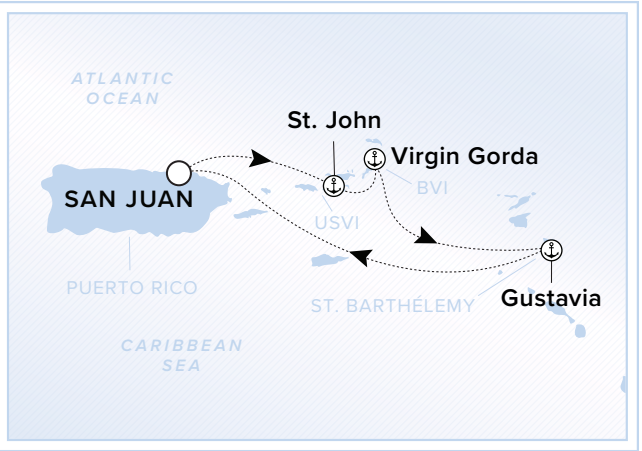 ATLANTIC
OCEAN
St. John
Virgin Gorda
BVI
SAN JUAN
USVI
PUERTO RICO
ST. BARTHÉLEMY
Gustavia
CARIBBEAN
SEA